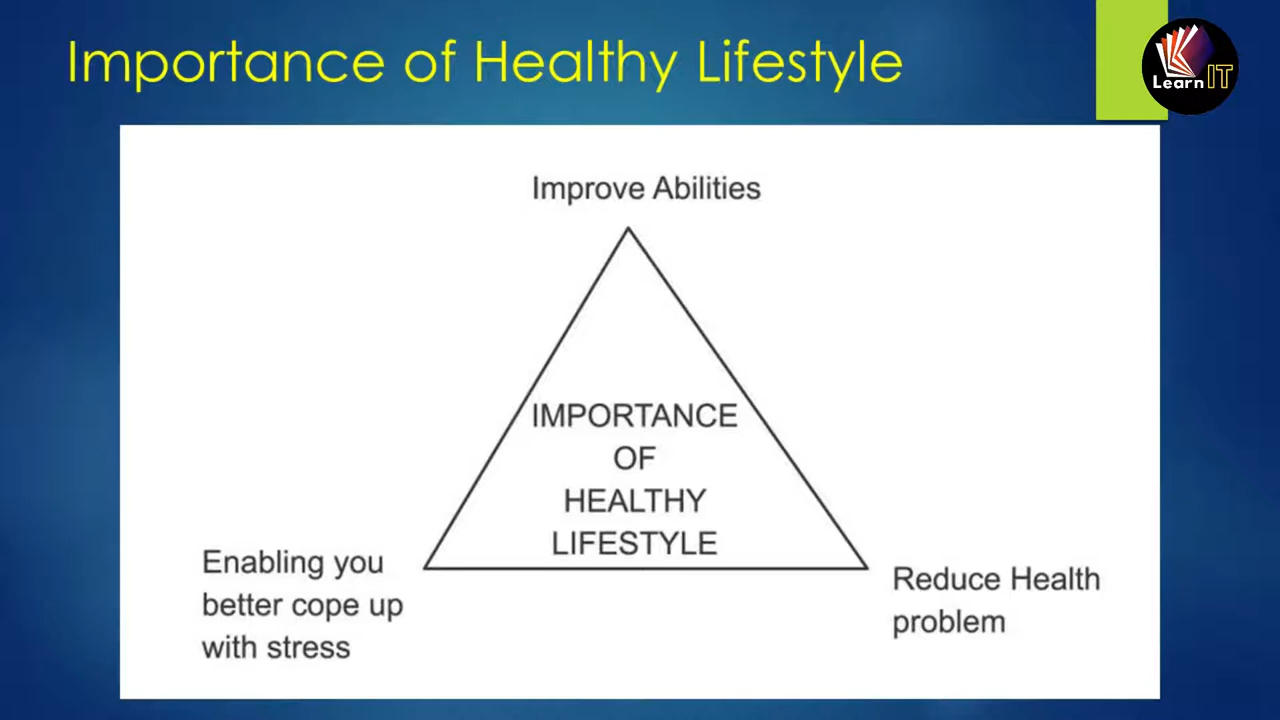 Importance of Healthy Lifestyle
Learn IT
Improve Abilities
IMPORTANCE
OF
HEALTHY
LIFESTYLE
Enabling you
better cope up
with stress
Reduce Health
problem